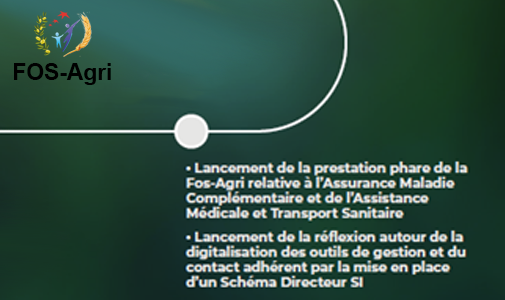 FOS-Agri
• Lancement de la prestation phare de la
Fos-Agri relative à l'Assurance Maladie
Complémentaire et de l'Assistance
Médicale et Transport Sanitaire
• Lancement de la réflexion autour de la
digitalisation des outils de gestion et du
contact adhérent par la mise en place
d'un Schéma Directeur SI